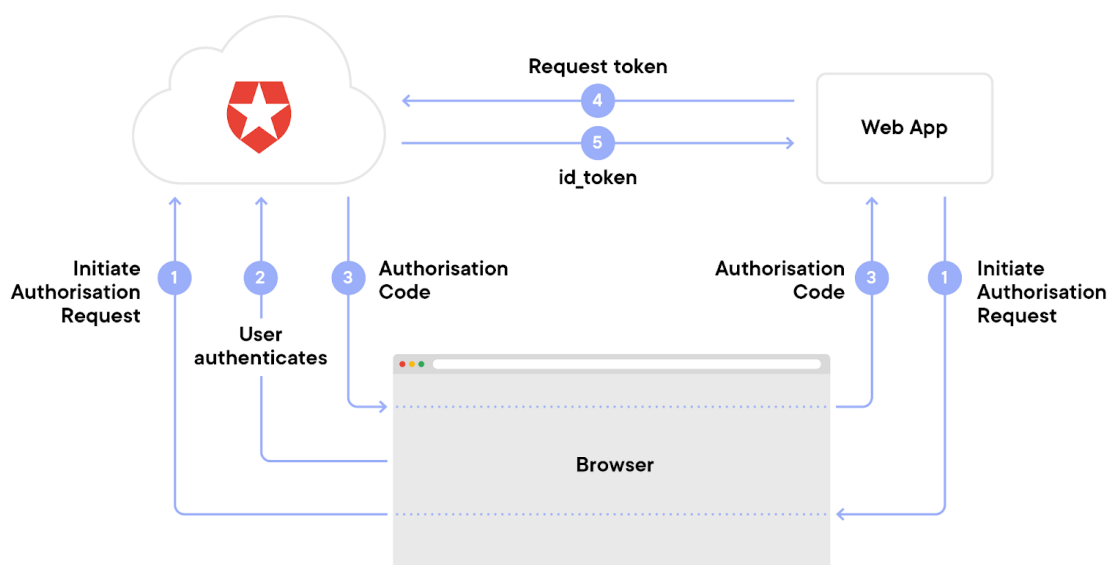 Request token
4
Web App
5
id_token
Initiate
Authorisation
Request
1
2
User
authenticates
3
Authorisation
Code
Authorisation
Code
3
1
Initiate
Authorisation
Request
Browser